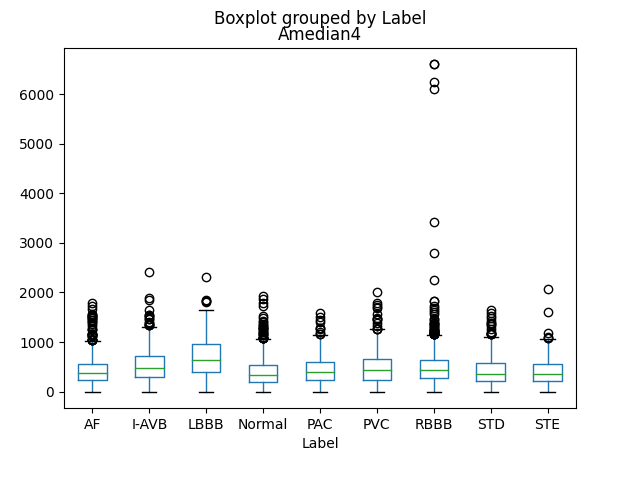 Boxplot grouped by Label
Amedian4
6000
5000
4000
3000
2000
1000
0
AF I-AVB LBBB Normal PAC PVC RBBB STD STE
Label